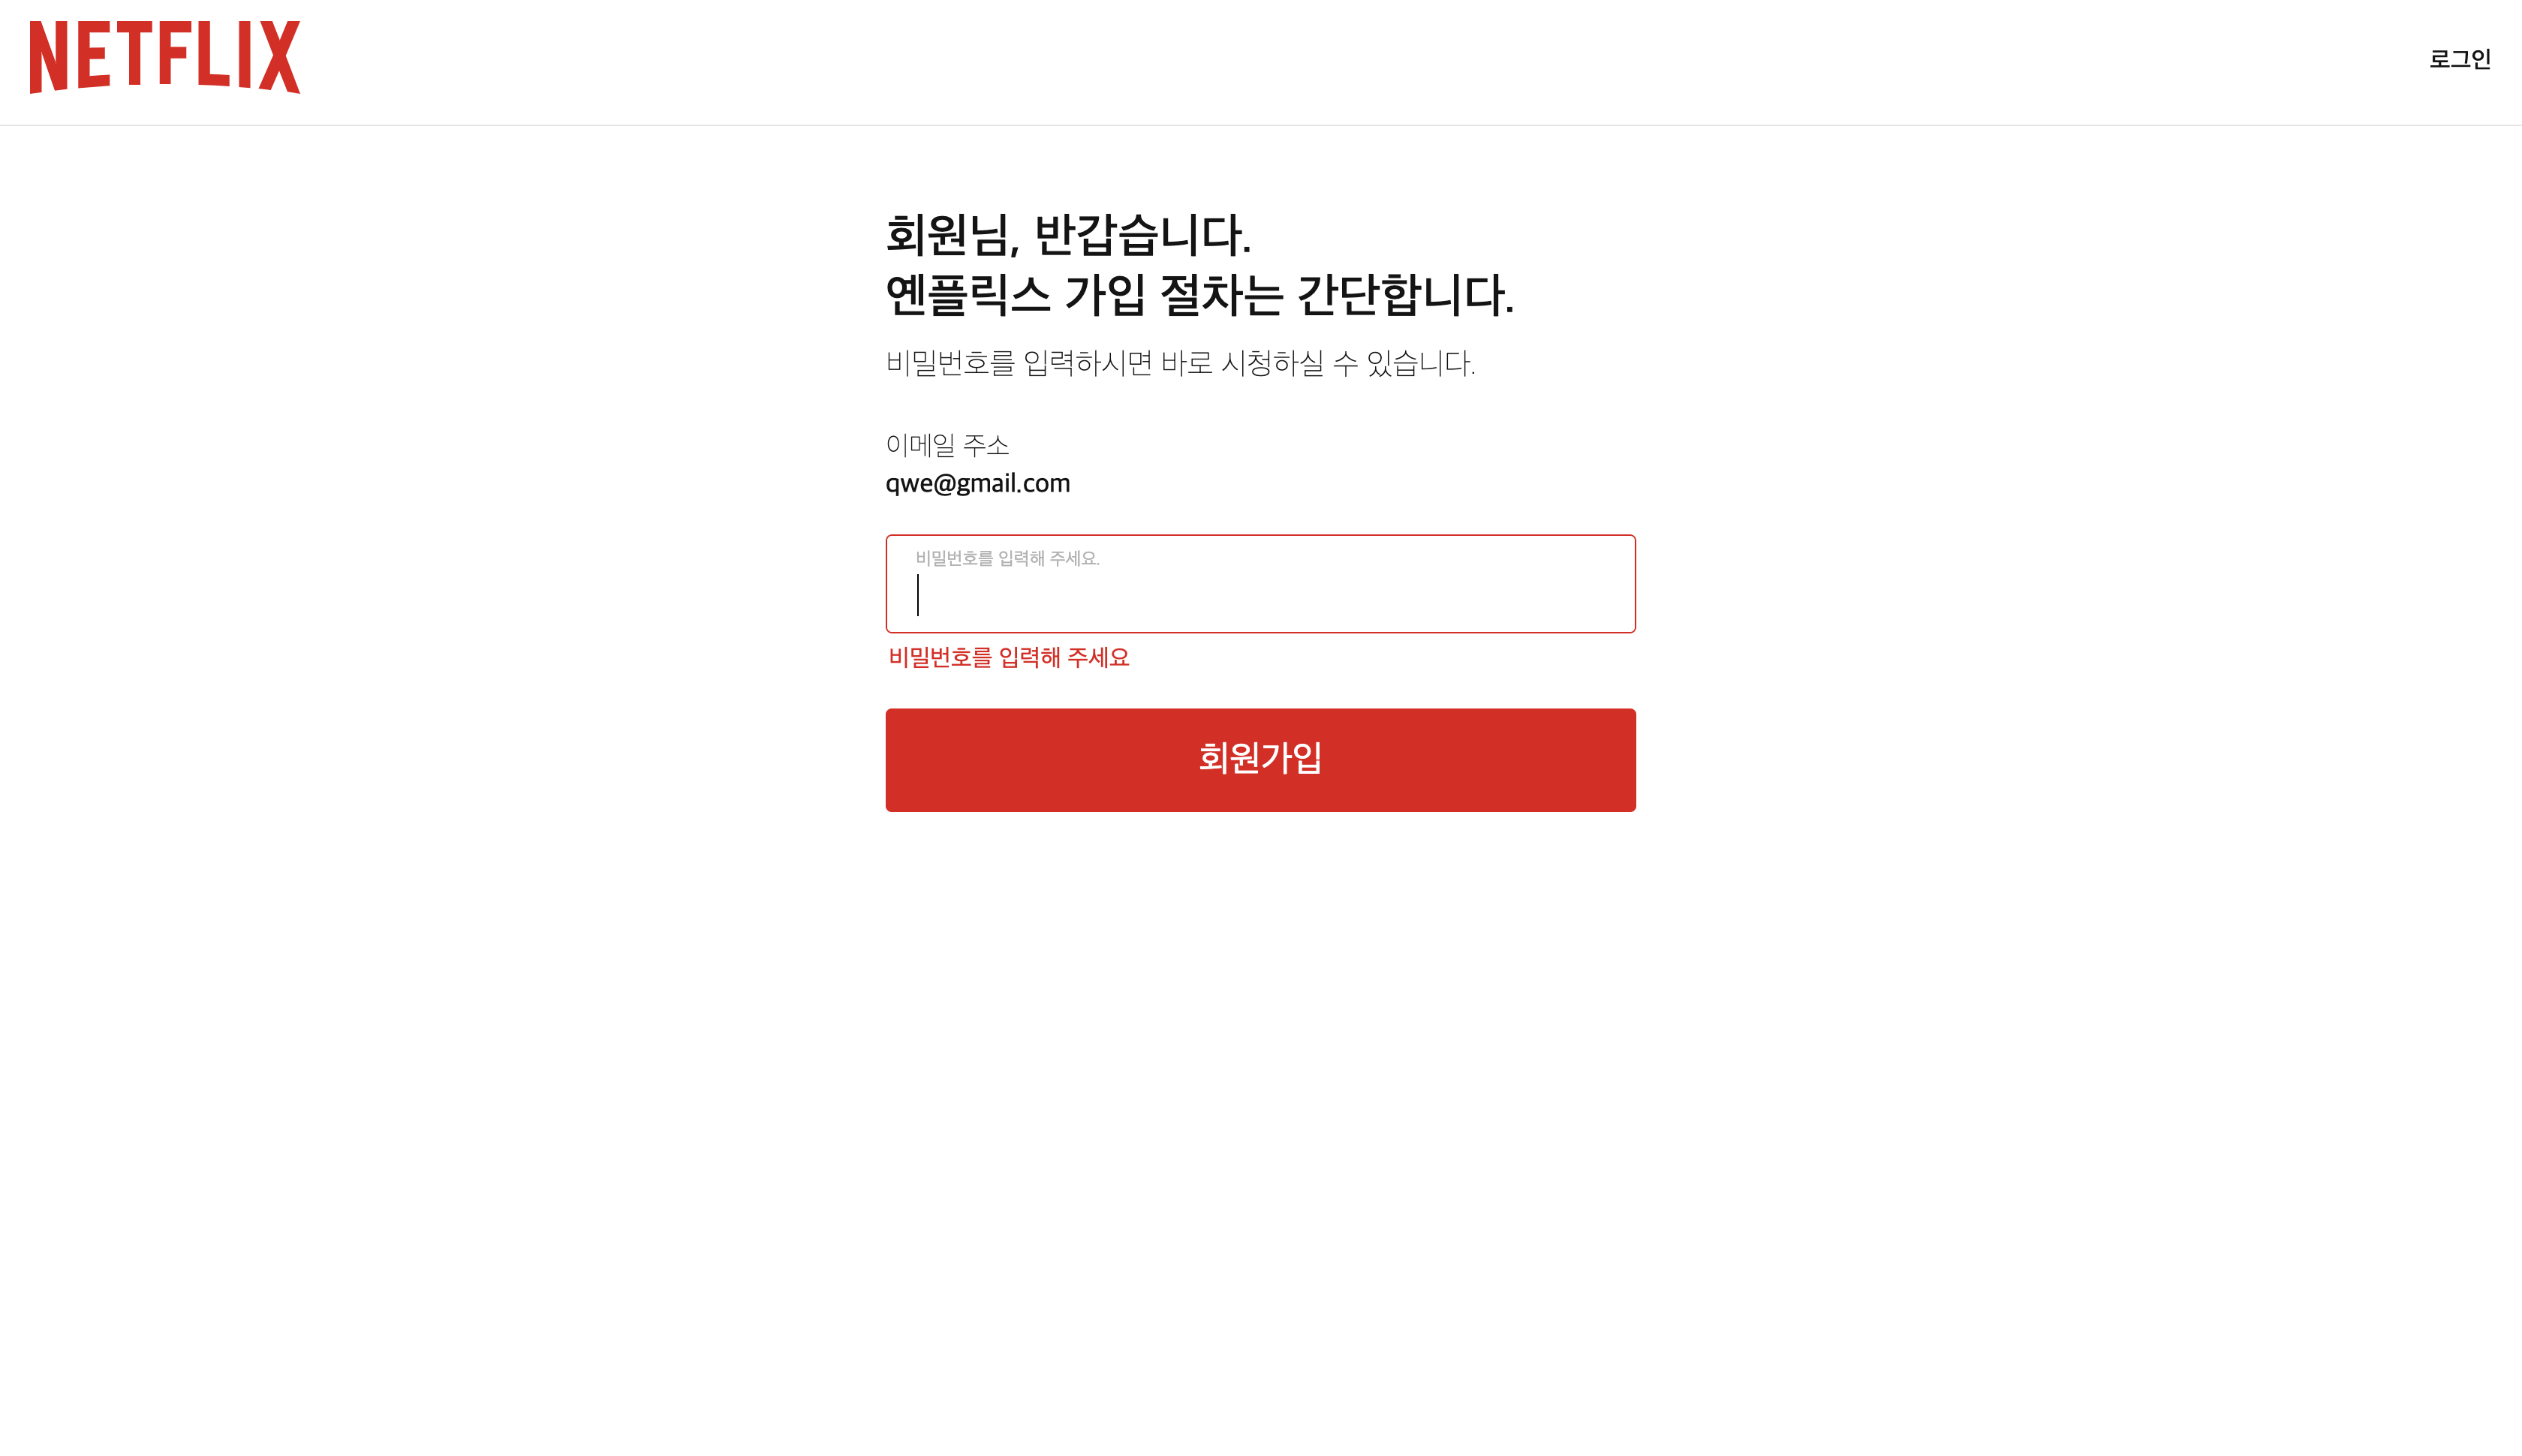 NETFLIX
로그인
회원님, 반갑습니다.
옌플릭스 가입 절차는 간단합니다.
비밀번호를 입력하시면 바로 시청하실 수 있습니다.
이메일 주소
qwe@gmail.com
비밀번호를 입력해 주세요.
비밀번호를 입력해 주세요
회원가입